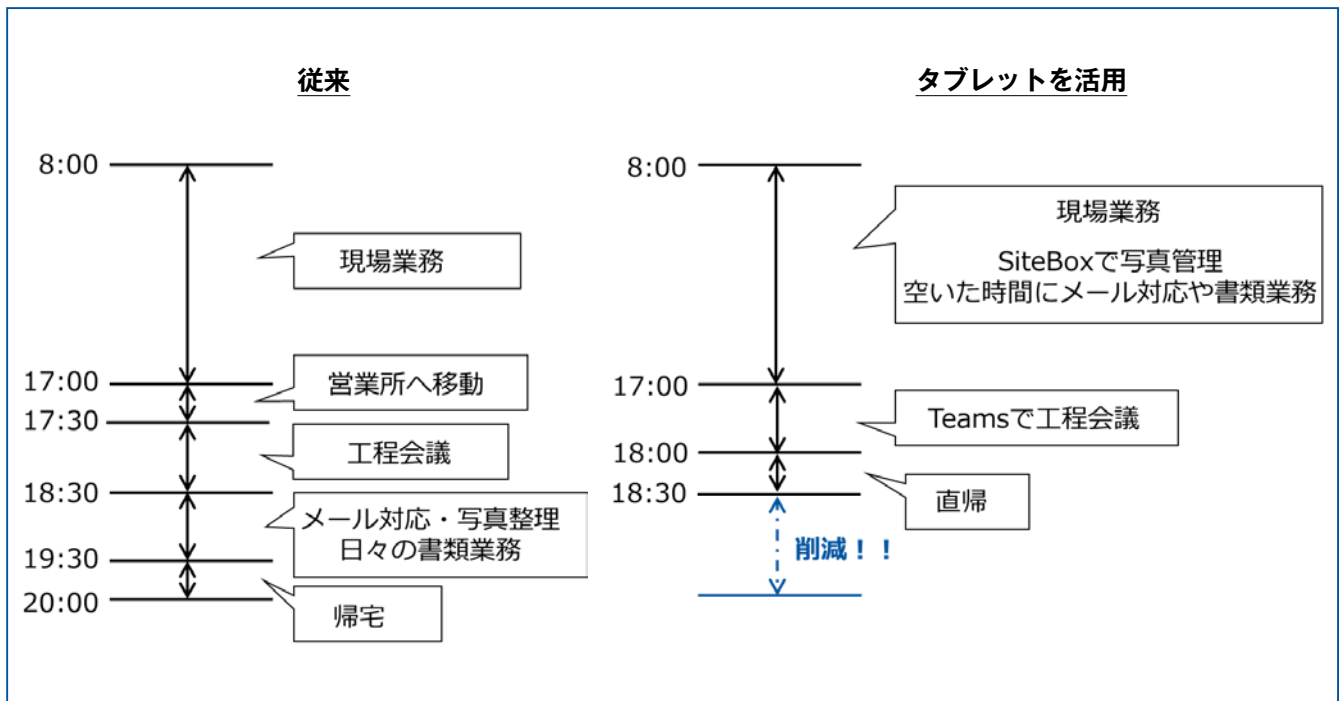 従来
8:00
現場業務
17:00
営業所へ移動
17:30
工程会議
18:30
メール対応・写真整理
日々の書類業務
19:30
20:00
帰宅
タブレットを活用
8:00
現場業務
SiteBoxで写真管理
空いた時間にメール対応や書類業務
17:00
Teamsで工程会議
18:00
18:30
直帰
削減！！